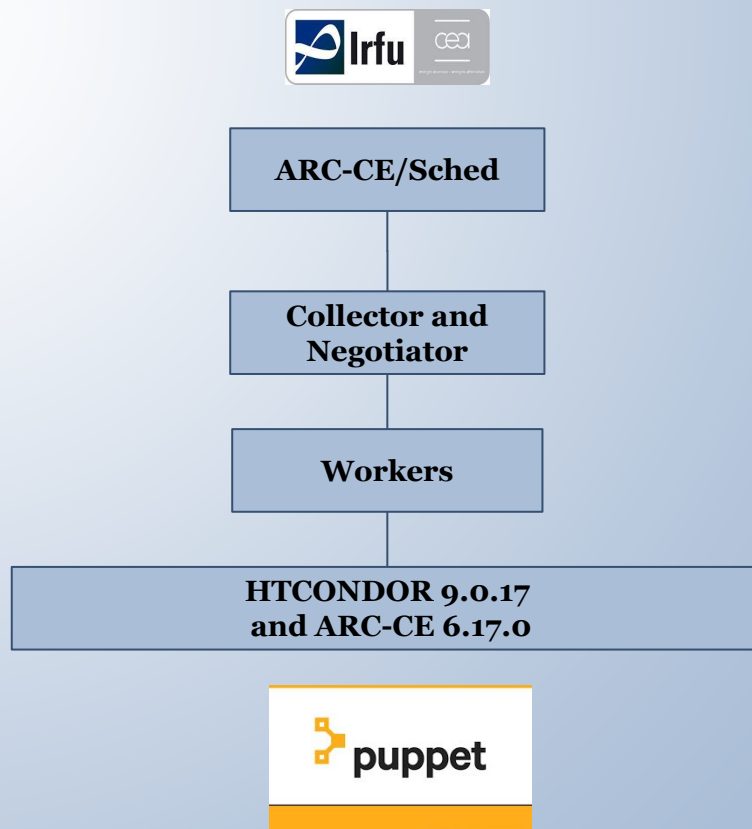 Irfu
cea
ARC-CE/Sched
Collector and
Negotiator
Workers
HTCONDOR 9.0.17
and ARC-CE 6.17.0
puppet